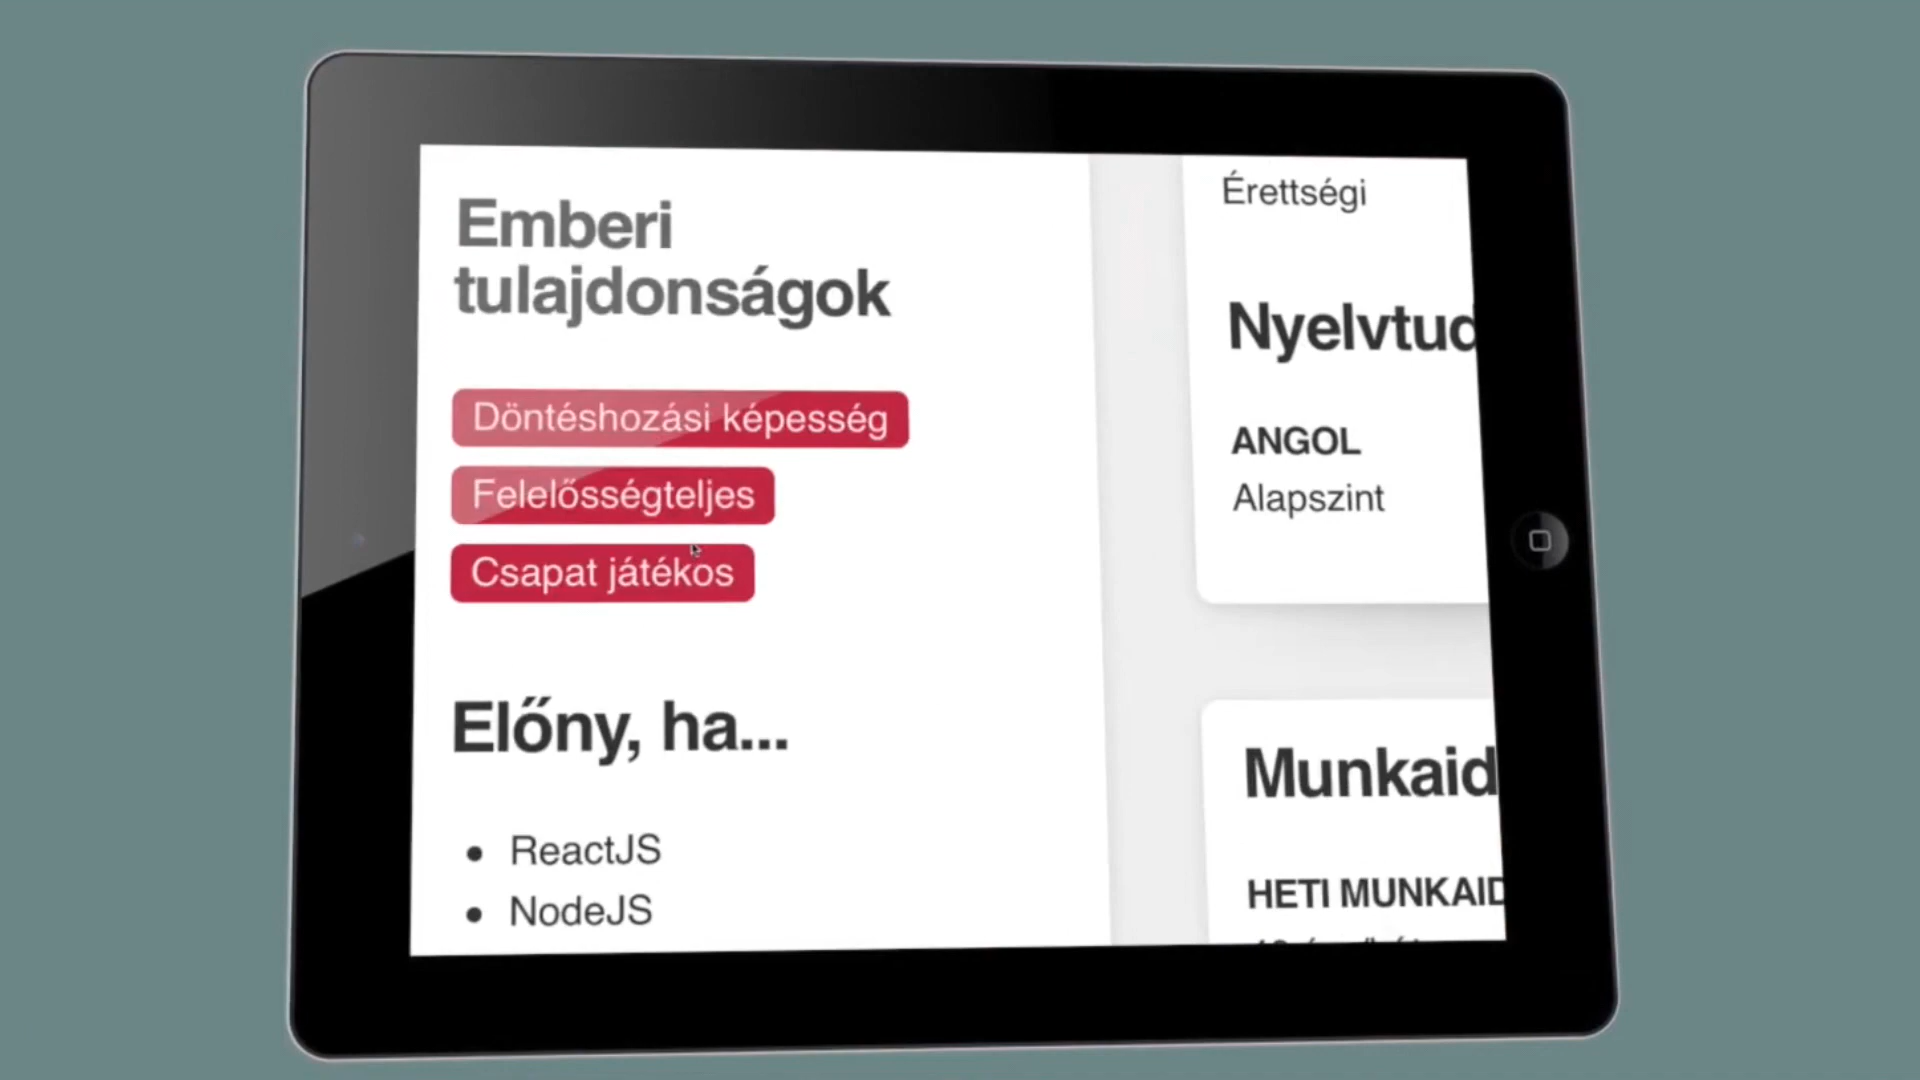 Emberi
tulajdonságok
Döntéshozási képesség
Felelősségteljes
Csapat játékos
Előny, ha...
ReactJS
NodeJS
Érettségi
Nyelvtud
ANGOL
Alapszint
Munkaid
HETI MUNKAID